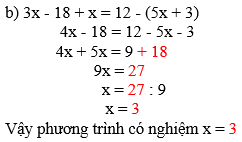 b) 3x - 18 + x = 12 - (5x + 3)
4x - 18 = 12 - 5x - 3
4x + 5x = 9 + 18
9x = 27
x = 27 : 9
x = 3
Vậy phương trình có nghiệm x = 3